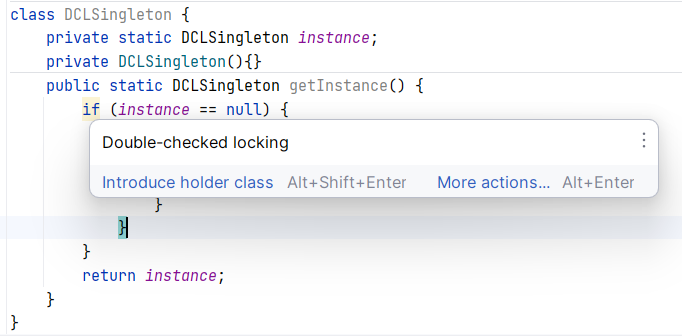 class DCLSingleton {
private static DCLSingleton instance;
private DCLSingleton(){}
public static DCLSingleton getInstance() {
if (instance == null) {
Double-checked locking
Introduce holder class Alt+Shift+Enter More actions... Alt+Enter
}
}
}
return instance;
}
}